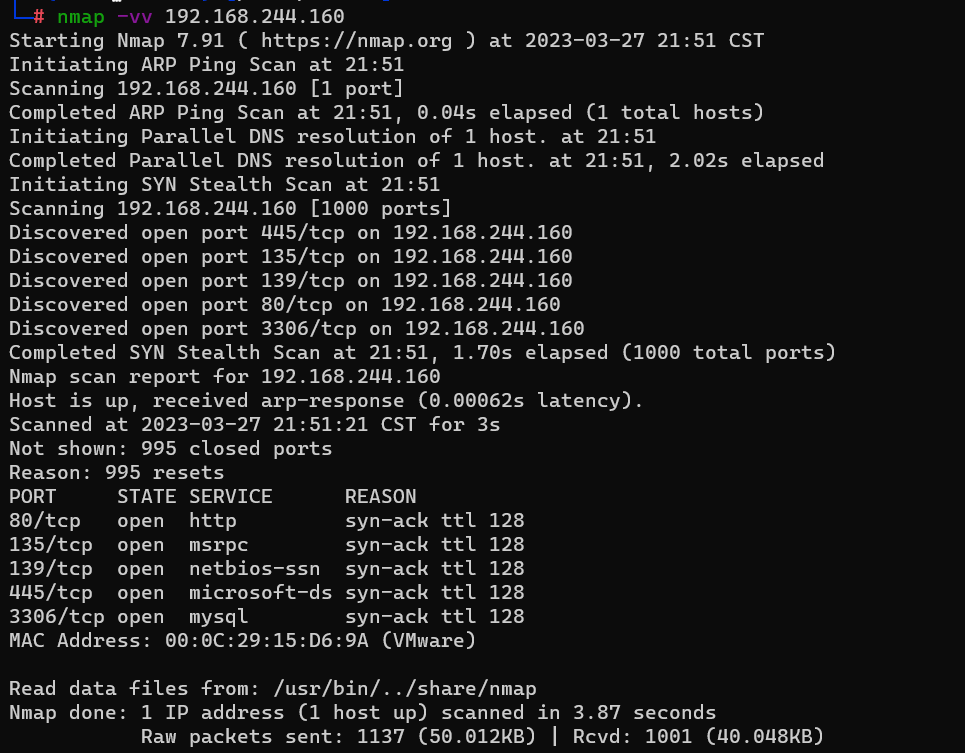 └─# nmap -vv 192.168.244.160
Starting Nmap 7.91 ( https://nmap.org ) at 2023-03-27 21:51 CST
Initiating ARP Ping Scan at 21:51
Scanning 192.168.244.160 [1 port]
Completed ARP Ping Scan at 21:51, 0.04s elapsed (1 total hosts)
Initiating Parallel DNS resolution of 1 host. at 21:51
Completed Parallel DNS resolution of 1 host. at 21:51, 2.02s elapsed
Initiating SYN Stealth Scan at 21:51
Scanning 192.168.244.160 [1000 ports]
Discovered open port 445/tcp on 192.168.244.160
Discovered open port 135/tcp on 192.168.244.160
Discovered open port 139/tcp on 192.168.244.160
Discovered open port 80/tcp on 192.168.244.160
Discovered open port 3306/tcp on 192.168.244.160
Completed SYN Stealth Scan at 21:51, 1.70s elapsed (1000 total ports)
Nmap scan report for 192.168.244.160
Host is up, received arp-response (0.00062s latency).
Scanned at 2023-03-27 21:51:21 CST for 3s
Not shown: 995 closed ports
Reason: 995 resets
PORT     STATE SERVICE      REASON
80/tcp   open  http         syn-ack ttl 128
135/tcp  open  msrpc        syn-ack ttl 128
139/tcp  open  netbios-ssn  syn-ack ttl 128
445/tcp  open  microsoft-ds syn-ack ttl 128
3306/tcp open  mysql        syn-ack ttl 128
MAC Address: 00:0C:29:15:D6:9A (VMware)
Read data files from: /usr/bin/../share/nmap
Nmap done: 1 IP address (1 host up) scanned in 3.87 seconds
           Raw packets sent: 1137 (50.012KB) | Rcvd: 1001 (40.048KB)